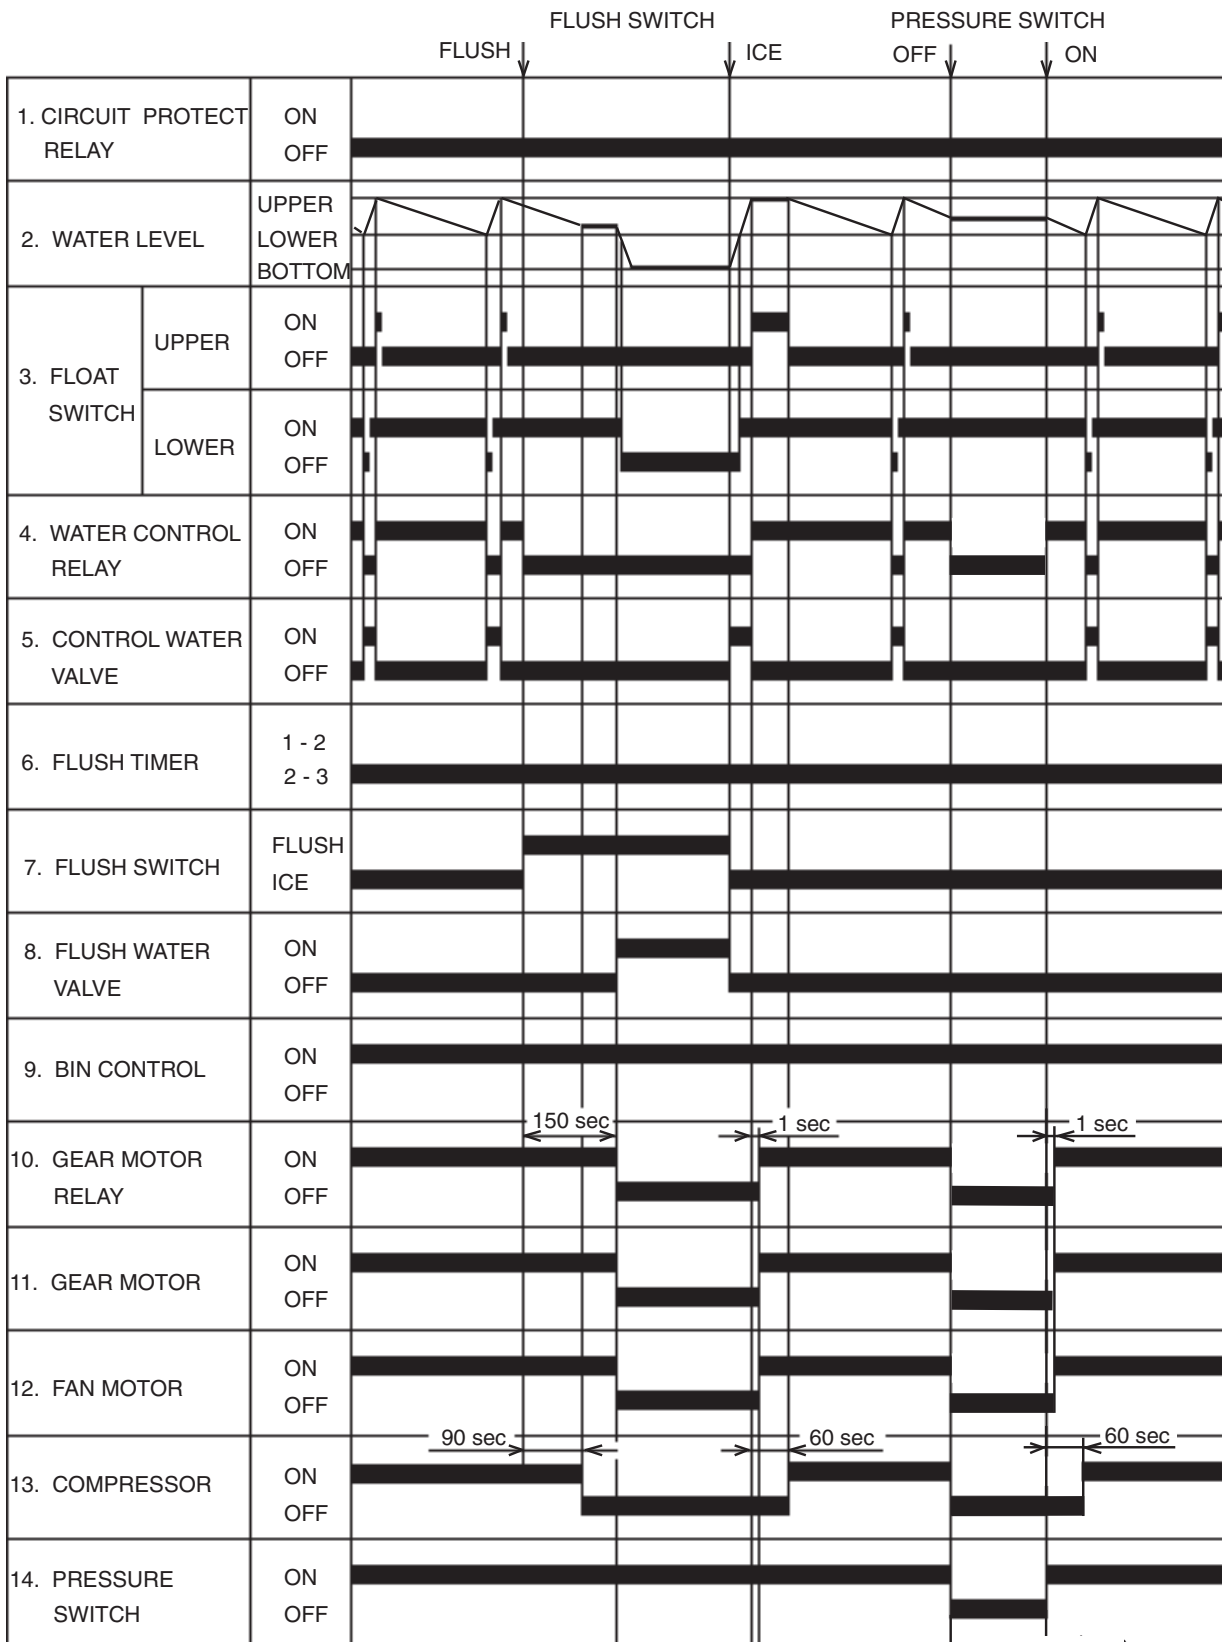 FLUSH SWITCH PRESSURE SWITCH
FLUSH ICE OFF ON
1. CIRCUIT PROTECT ON
RELAY OFF
UPPER
2. WATER LEVEL LOWER
BOTTOM
3. FLOAT
SWITCH
UPPER ON
OFF
LOWER ON
OFF
4. WATER CONTROL ON
RELAY OFF
5. CONTROL WATER ON
VALVE OFF
6. FLUSH TIMER 1 - 2
2 - 3
7. FLUSH SWITCH FLUSH
ICE
8. FLUSH WATER ON
VALVE OFF
9. BIN CONTROL ON
OFF
150 sec 1 sec 1 sec
10. GEAR MOTOR ON
RELAY OFF
11. GEAR MOTOR ON
OFF
12. FAN MOTOR ON
OFF
90 sec 60 sec 60 sec
13. COMPRESSOR ON
OFF
14. PRESSURE ON
SWITCH OFF